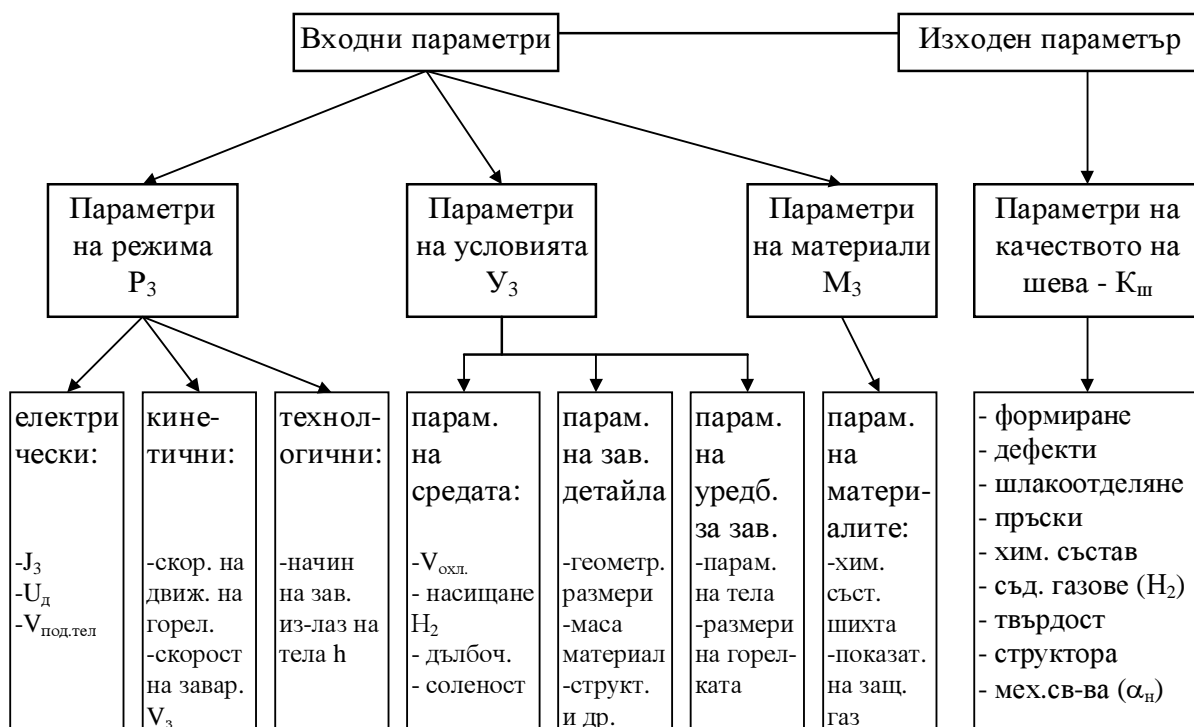 Входни параметри
Изходен параметър
Параметри
на режима
Р₃
Параметри
на условията
У₃
Параметри
на материали
М₃
Параметри на
качеството на
шева - Кш
електри
чески:
-J₃
-Uд
-Vпод.тел
кине-
тични:
-скор. на
движ. на
горел.
-скорост
на завар.
V₃
технол-
огични:
-начин
на зав.
из-лаз на
тела h
парам.
на
средата:
-Vохл.
- насищане
H₂
- дълбоч.
- соленост
парам.
на зав.
детайла
-геометр.
размери
-маса
материал
-структ.
и др.
парам.
на
уредб.
за зав.
-парам.
на тела
-размери
на горел-
ката
парам.
на
матери-
алите:
-хим.
съст.
шихта
-показат.
на защ.
газ
- формиране
- дефекти
- шлакоотделяне
- пръски
- хим. състав
- съд. газове (H₂)
- твърдост
- структора
- мех.св-ва (αн)